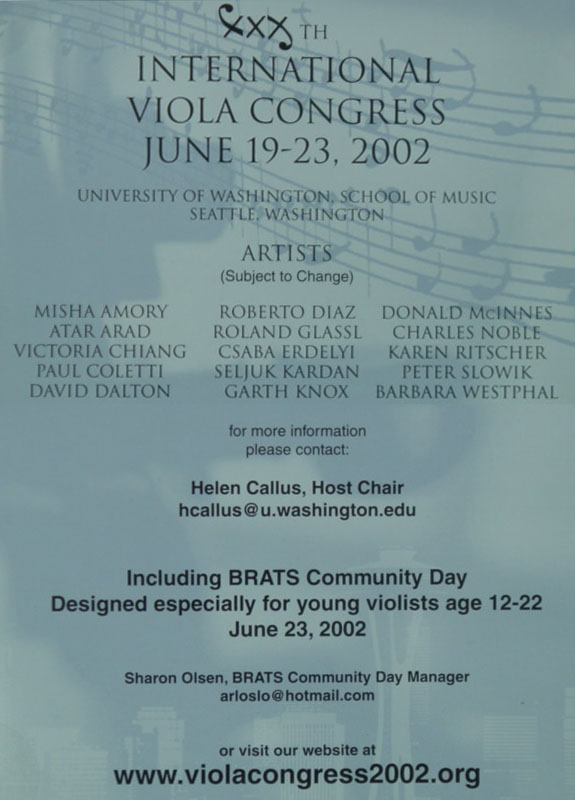 XXXTH
INTERNATIONAL
VIOLA CONGRESS
JUNE 19-23, 2002
UNIVERSITY OF WASHINGTON, SCHOOL OF MUSIC
SEATTLE, WASHINGTON
ARTISTS
(Subject to Change)
MISHA AMORY ROBERTO DIAZ DONALD McINNES
ATAR ARAD ROLAND GLASSL CHARLES NOBLE
VICTORIA CHIANG CSABA ERDELYI KAREN RITSCHER
PAUL COLETTI SELJUK KARDAN PETER SLOWIK
DAVID DALTON GARTH KNOX BARBARA WESTPHAL
for more information
please contact:
Helen Callus, Host Chair
hcallus@u.washington.edu
Including BRATS Community Day
Designed especially for young violists age 12-22
June 23, 2002
Sharon Olsen, BRATS Community Day Manager
arloslo@hotmail.com
or visit our website at
www.violacongress2002.org